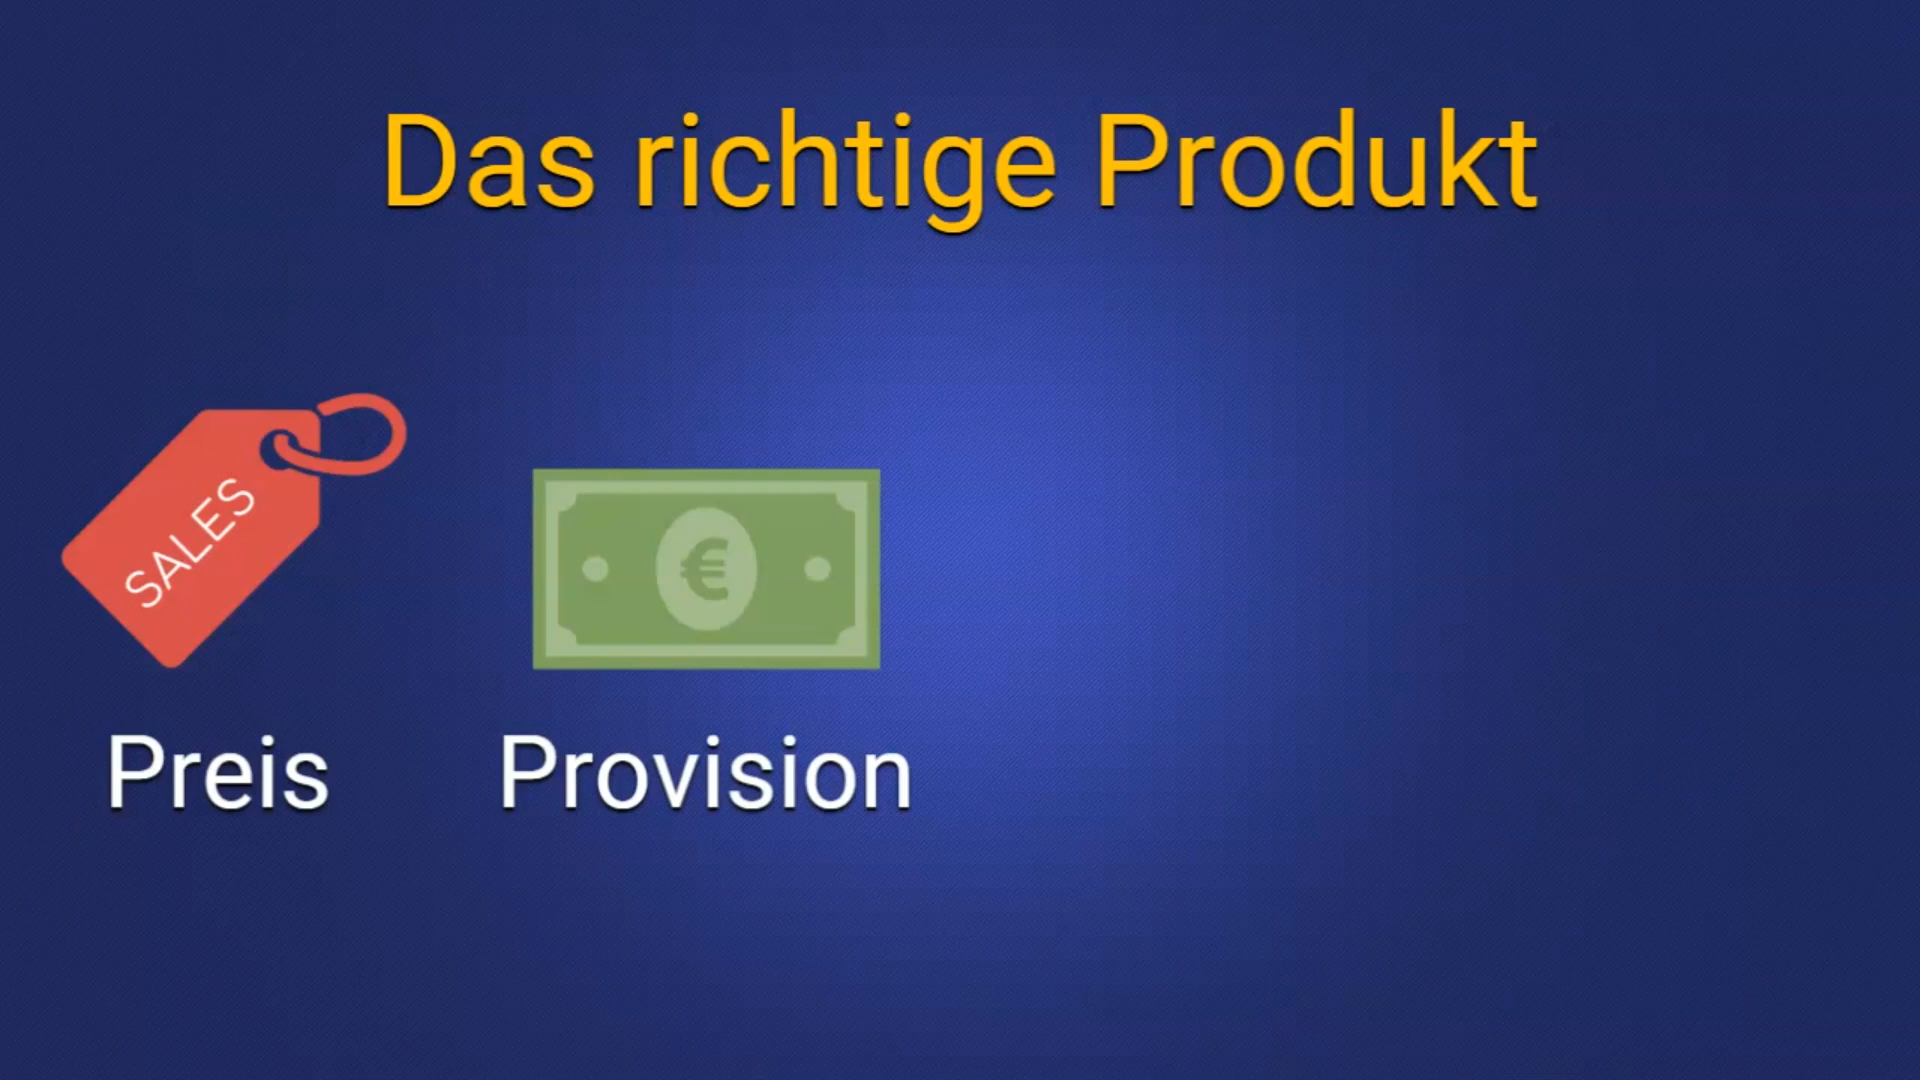 Das richtige Produkt
SALES
€
Preis
Provision